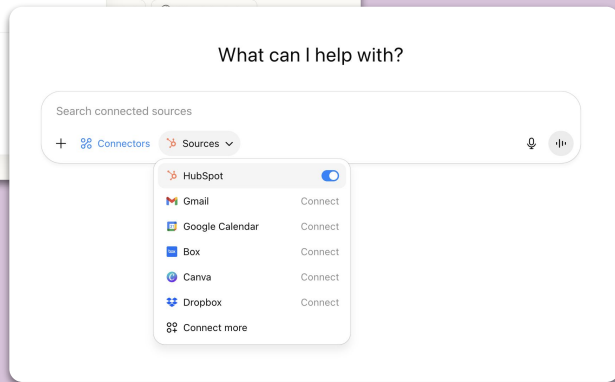 What can I help with?
Search connected sources
Connectors Sources
HubSpot
Gmail Connect
Google Calendar Connect
Box Connect
Canva Connect
Dropbox Connect
Connect more